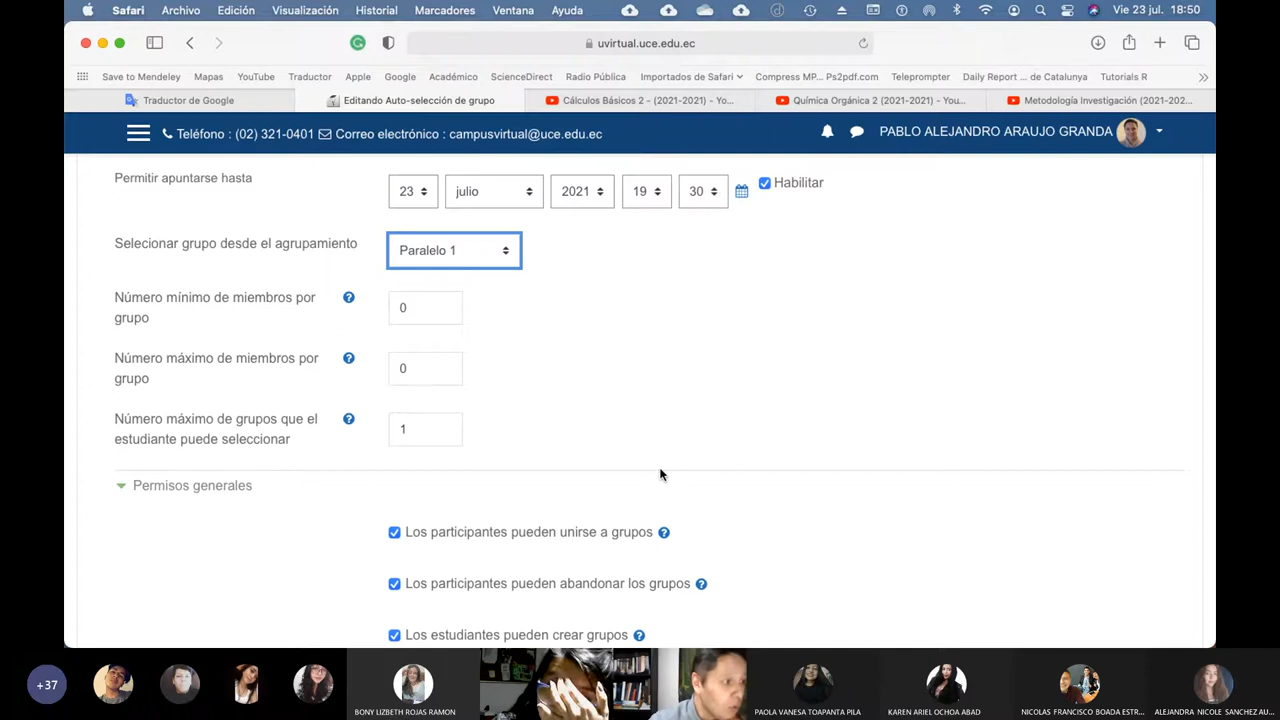 Safari Archivo Edición Visualización Historial Marcadores Ventana Ayuda Vie 23 jul. 18:50
uvirtual.uce.edu.ec
Save to Mendeley Mapas YouTube Traductor Apple Google Académico ScienceDirect Radio Pública Importados de Safari Compress MP... Ps2pdf.com Teleprompter Daily Report ... de Catalunya Tutorials R
Traductor de Google Editando Auto-selección de grupo Cálculos Básicos 2 - (2021-2021) - Yo... Química Orgánica 2 (2021-2021) - You... Metodología Investigación (2021-202...
Teléfono : (02) 321-0401 Correo electrónico : campusvirtual@uce.edu.ec PABLO ALEJANDRO ARAUJO GRANDA
Permitir apuntarse hasta 23 julio 2021 19 30 Habilitar
Selecionar grupo desde el agrupamiento Paralelo 1
Número mínimo de miembros por
grupo
0
Número máximo de miembros por
grupo
0
Número máximo de grupos que el
estudiante puede seleccionar
1
Permisos generales
Los participantes pueden unirse a grupos
Los participantes pueden abandonar los grupos
Los estudiantes pueden crear grupos
+37 BONY LIZBETH ROJAS RAMON PAOLA VANESA TOAPANTA PILA KAREN ARIEL OCHOA ABAD NICOLAS FRANCISCO BOADA ESTR... ALEJANDRA NICOLE SANCHEZ AU...